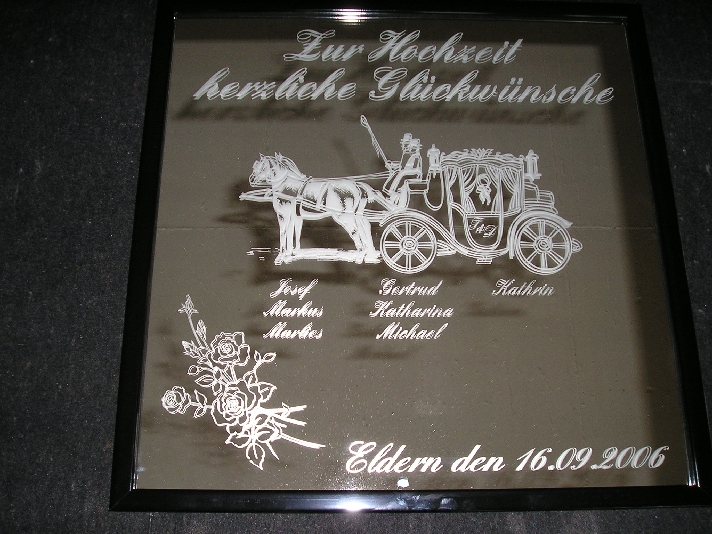 Zur Hochzeit
herzliche Glückwünsche
Josef Gertrud Kathrin
Markus Katharina
Marlies Michael
Eldern den 16.09.2006